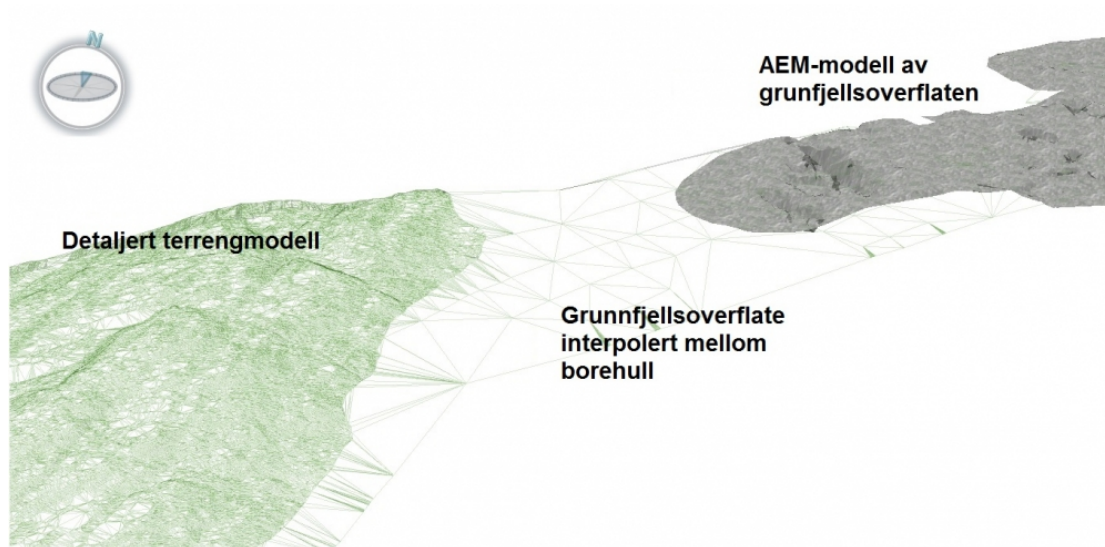 N
AEM-modell av
grunfjellsoverflaten
Detaljert terrengmodell
Grunnfjellsoverflate
interpolert mellom
borehull